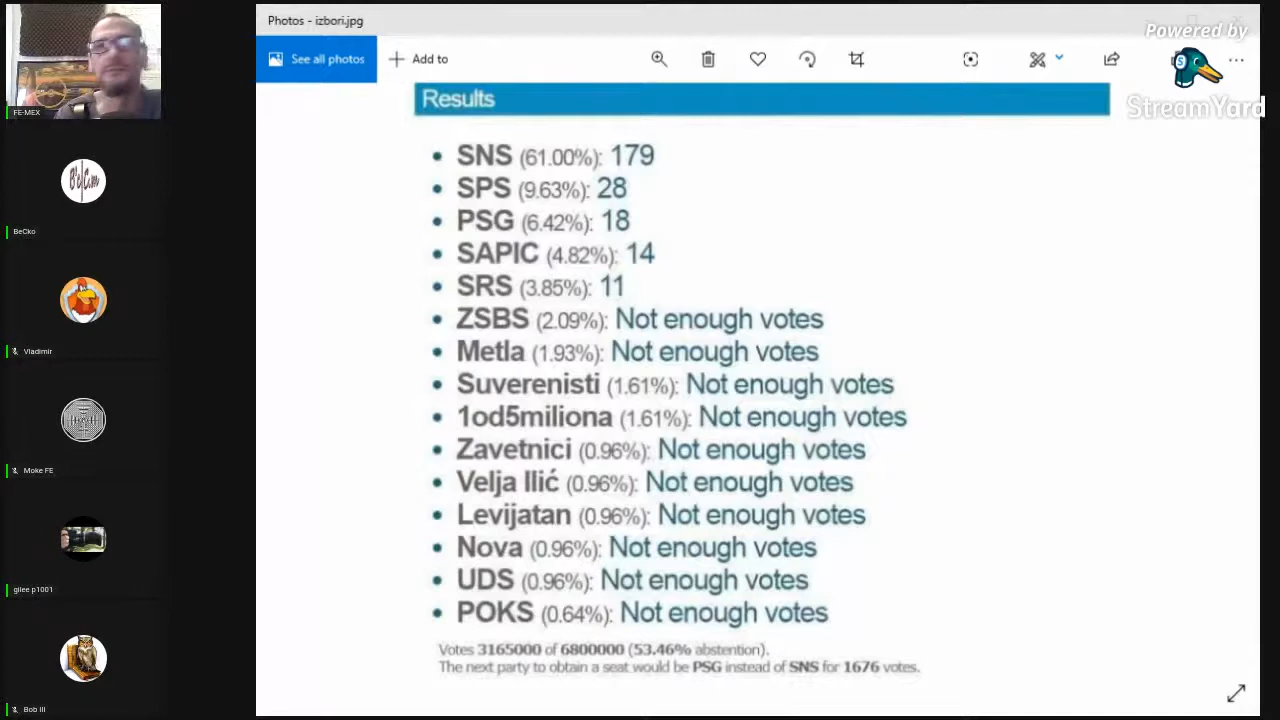 Photos - izbori.jpg
Powered by
See all photos
Add to
StreamYard
Results
SNS (61.00%): 179
SPS (9.63%): 28
PSG (6.42%): 18
SAPIC (4.82%): 14
SRS (3.85%): 11
ZSBS (2.09%): Not enough votes
Metla (1.93%): Not enough votes
Suverenisti (1.61%): Not enough votes
1od5miliona (1.61%): Not enough votes
Zavetnici (0.96%): Not enough votes
Velja Ilić (0.96%): Not enough votes
Levijatan (0.96%): Not enough votes
Nova (0.96%): Not enough votes
UDS (0.96%): Not enough votes
POKS (0.64%): Not enough votes
Votes 3165000 of 6800000 (53.46% abstention).
The next party to obtain a seat would be PSG instead of SNS for 1676 votes.
FE-MEX
BeCko
Vladimir
Moke FE
gilee p1001
Bob III